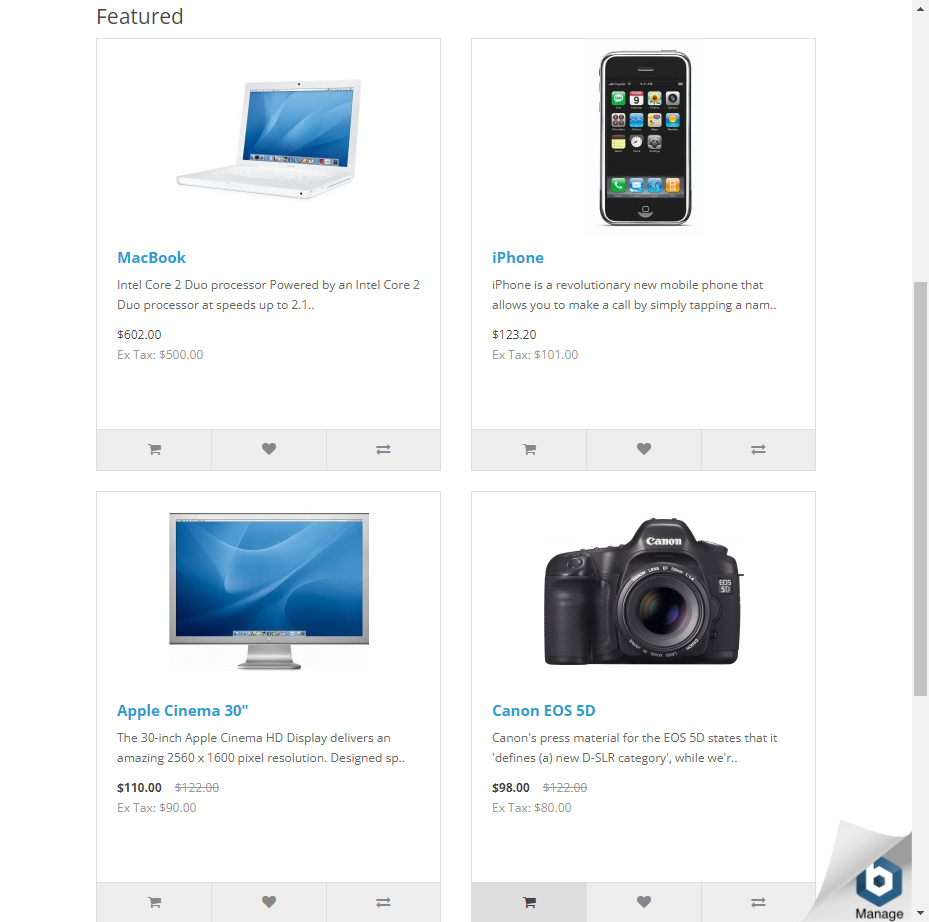 Featured
MacBook
Intel Core 2 Duo processor Powered by an Intel Core 2
Duo processor at speeds up to 2.1..
$602.00
Ex Tax: $500.00
iPhone
iPhone is a revolutionary new mobile phone that
allows you to make a call by simply tapping a nam..
$123.20
Ex Tax: $101.00
Apple Cinema 30"
The 30-inch Apple Cinema HD Display delivers an
amazing 2560 x 1600 pixel resolution. Designed sp..
$110.00 $122.00
Ex Tax: $90.00
Canon
EOS
5D
Canon EOS 5D
Canon's press material for the EOS 5D states that it
'defines (a) new D-SLR category', while we'r..
$98.00 $122.00
Ex Tax: $80.00
Manage